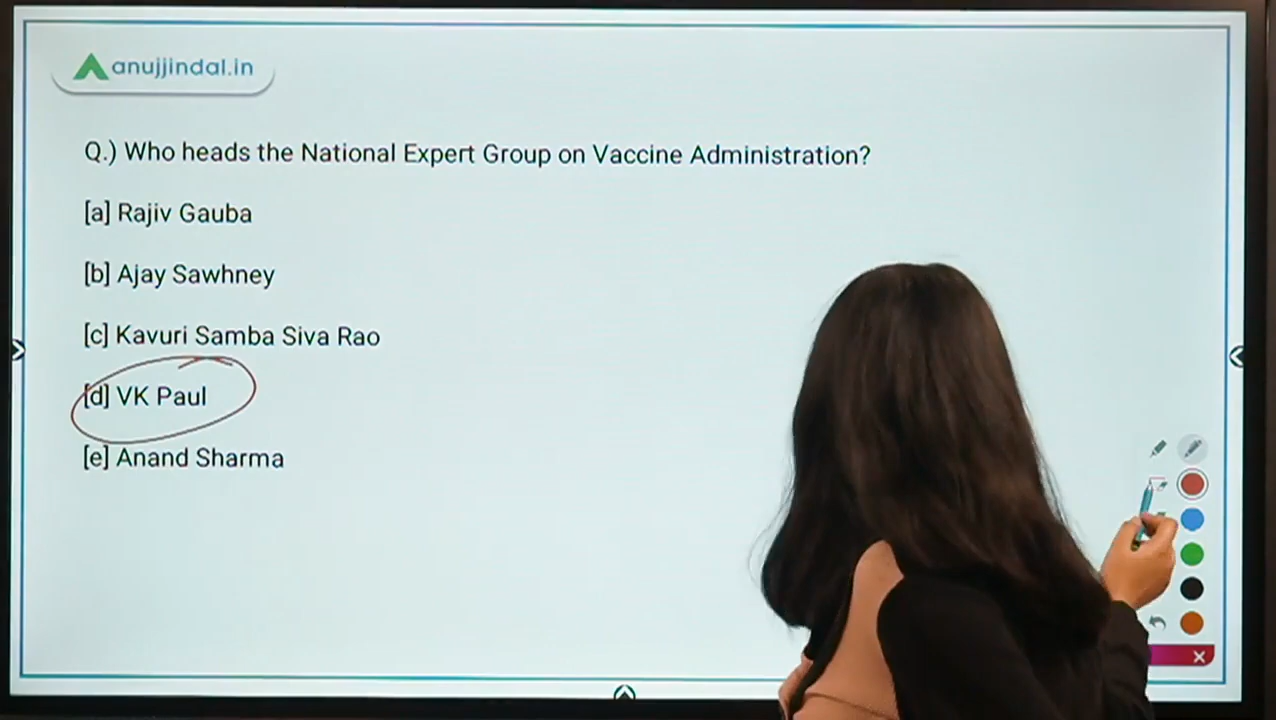 anujjindal.in
Q.) Who heads the National Expert Group on Vaccine Administration?
[a] Rajiv Gauba
[b] Ajay Sawhney
[c] Kavuri Samba Siva Rao
[d] VK Paul
[e] Anand Sharma